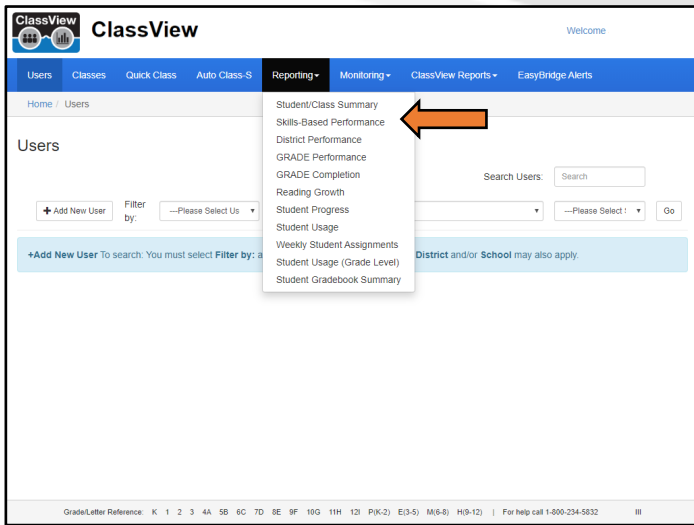 ClassView
ClassView
Welcome
Users Classes Quick Class Auto Class-S Reporting Monitoring ClassView Reports EasyBridge Alerts
Home / Users
Student/Class Summary
Skills-Based Performance
District Performance
GRADE Performance
GRADE Completion
Reading Growth
Student Progress
Student Usage
Weekly Student Assignments
Student Usage (Grade Level)
Student Gradebook Summary
Users
Search Users: Search
+ Add New User Filter by: ---Please Select Us ---Please Select Go
+Add New User To search: You must select Filter by: a District and/or School may also apply.
Grade/Letter Reference: K 1 2 3 4A 5B 6C 7D 8E 9F 10G 11H 12I P(K-2) E(3-5) M(6-8) H(9-12) | For help call 1-800-234-5832 III